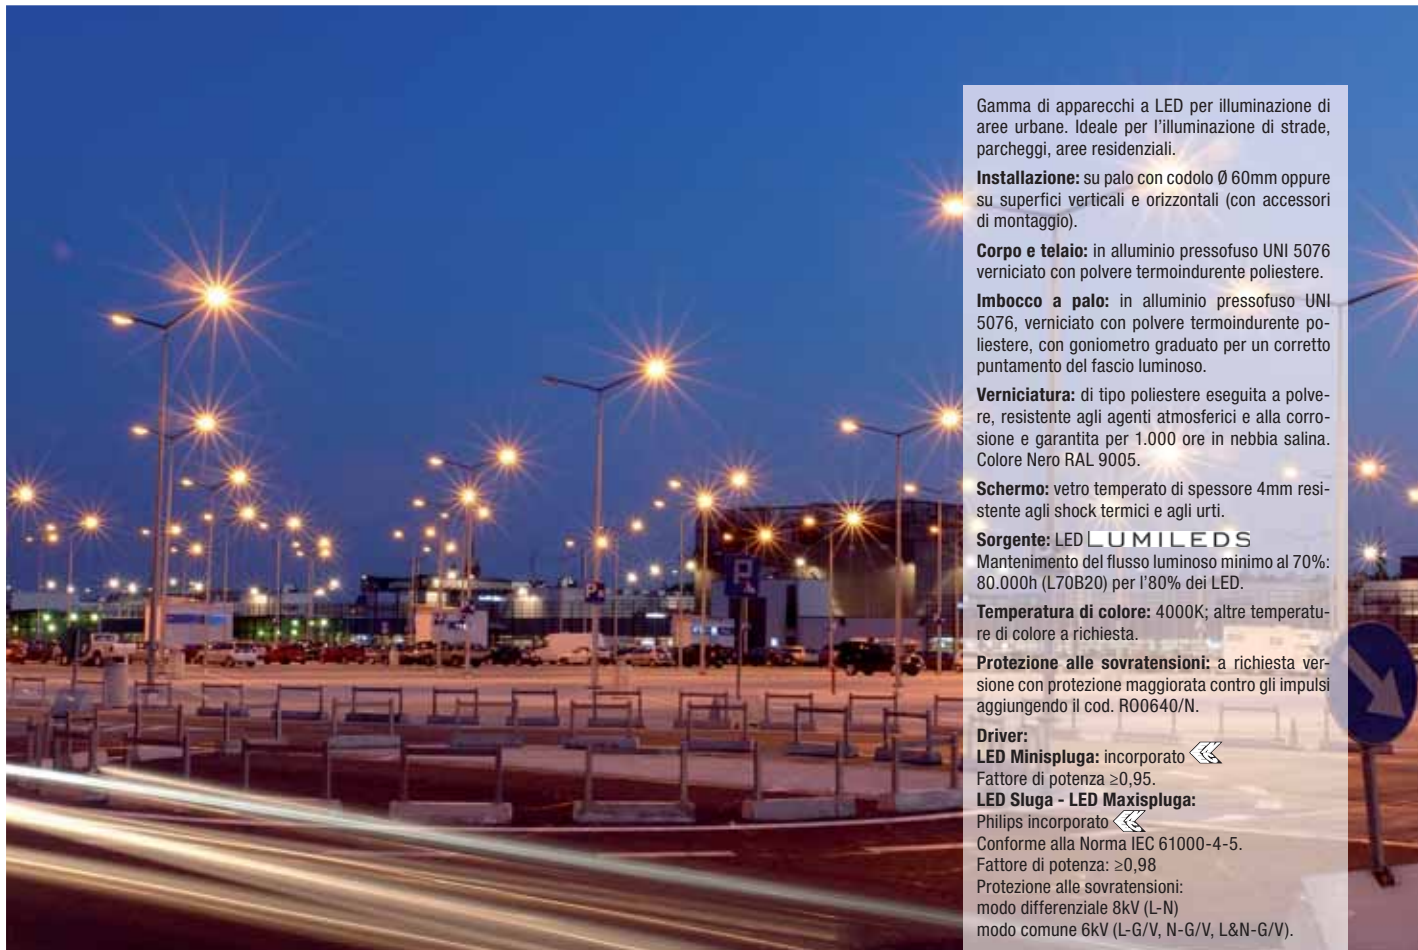 Gamma di apparecchi a LED per illuminazione di
aree urbane. Ideale per l'illuminazione di strade,
parcheggi, aree residenziali.
Installazione: su palo con codolo Ø 60mm oppure
su superfici verticali e orizzontali (con accessori
di montaggio).
Corpo e telaio: in alluminio pressofuso UNI 5076
verniciato con polvere termoindurente poliestere.
Imbocco a palo: in alluminio pressofuso UNI
5076, verniciato con polvere termoindurente po-
liestere, con goniometro graduato per un corretto
puntamento del fascio luminoso.
Verniciatura: di tipo poliestere eseguita a polve-
re, resistente agli agenti atmosferici e alla corro-
sione e garantita per 1.000 ore in nebbia salina.
Colore Nero RAL 9005.
Schermo: vetro temperato di spessore 4mm resi-
stente agli shock termici e agli urti.
Sorgente: LED LUMILEDS
Mantenimento del flusso luminoso minimo al 70%:
80.000h (L70B20) per l'80% dei LED.
Temperatura di colore: 4000K; altre temperatu-
re di colore a richiesta.
Protezione alle sovratensioni: a richiesta ver-
sione con protezione maggiorata contro gli impulsi
aggiungendo il cod. RO0640/N.
Driver:
LED Minispluga: incorporato
Fattore di potenza ≥0,95.
LED Sluga - LED Maxispluga:
Philips incorporato
Conforme alla Norma IEC 61000-4-5.
Fattore di potenza: ≥0,98
Protezione alle sovratensioni:
modo differenziale 8kV (L-N)
modo comune 6kV (L-G/V, N-G/V, L&N-G/V).
P
P